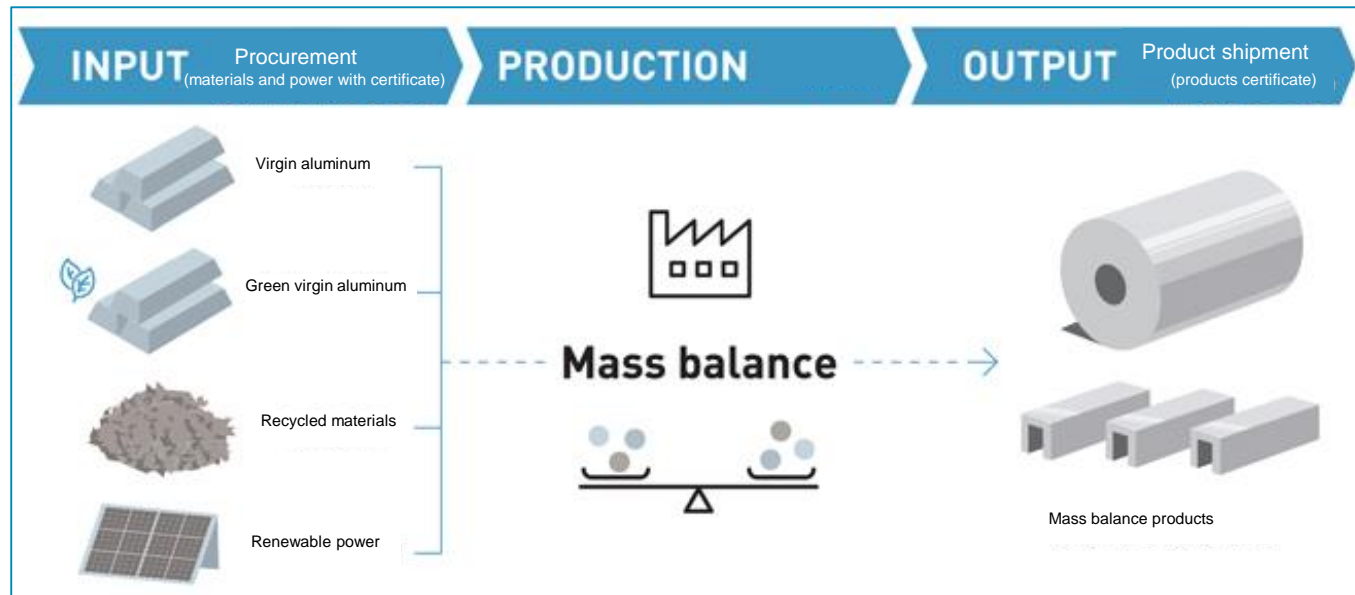 INPUT Procurement
(materials and power with certificate)
PRODUCTION
OUTPUT Product shipment
(products certificate)
Virgin aluminum
Green virgin aluminum
Recycled materials
Renewable power
Mass balance
Mass balance products